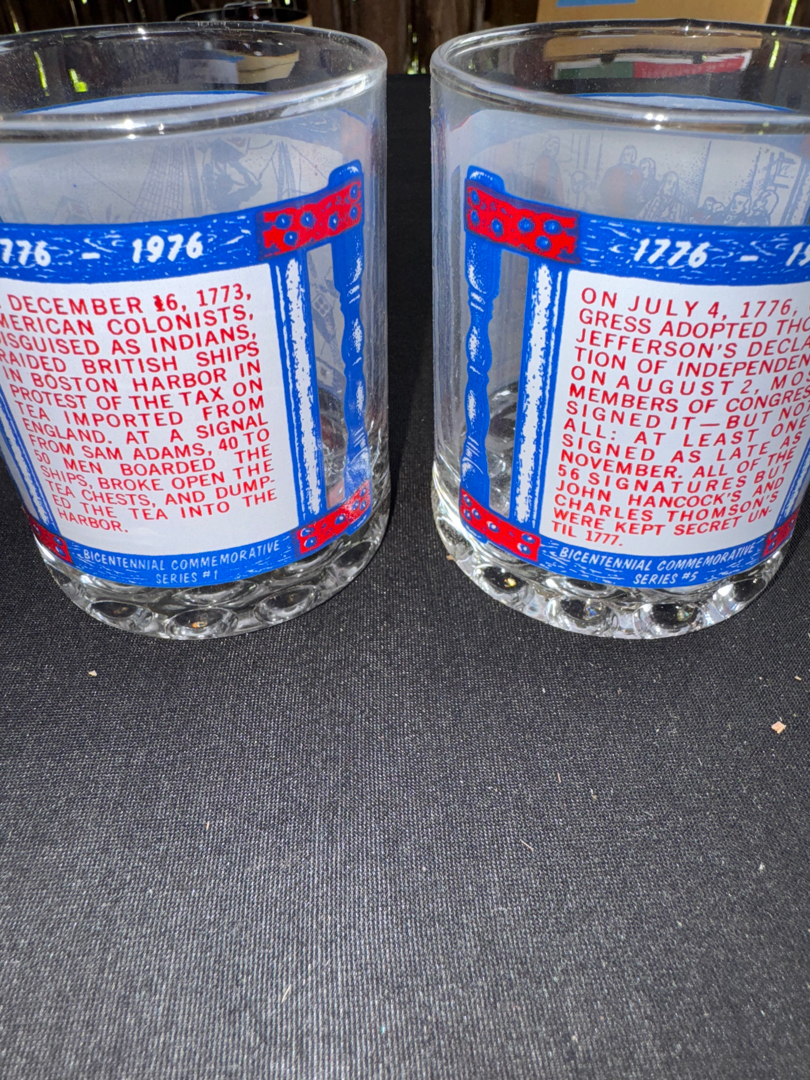 776 - 1976
DECEMBER 16, 1773,
MERICAN COLONISTS,
ISGUISED AS INDIANS,
RAIDED BRITISH SHIPS
IN BOSTON HARBOR IN
PROTEST OF THE TAX ON
TEA IMPORTED FROM
ENGLAND. AT A SIGNAL
FROM SAM ADAMS, 40 TO
50 MEN BOARDED THE
SHIPS, BROKE OPEN THE
TEA CHESTS, AND DUMP-
ED THE TEA INTO THE
HARBOR.
BICENTENNIAL COMMEMORATIVE
SERIES #1
1776 - 19
ON JULY 4, 1776,
GRESS ADOPTED THO
JEFFERSON'S DECLA
TION OF INDEPENDEN
ON AUGUST 2, MO
MEMBERS OF CONGRES
SIGNED IT—BUT NO
ALL: AT LEAST ONE
SIGNED AS LATE AS
NOVEMBER. ALL OF THE
56 SIGNATURES BUT
JOHN HANCOCK'S AND
CHARLES THOMSON'S
WERE KEPT SECRET UN-
TIL 1777.
BICENTENNIAL COMMEMORATIVE
SERIES #5